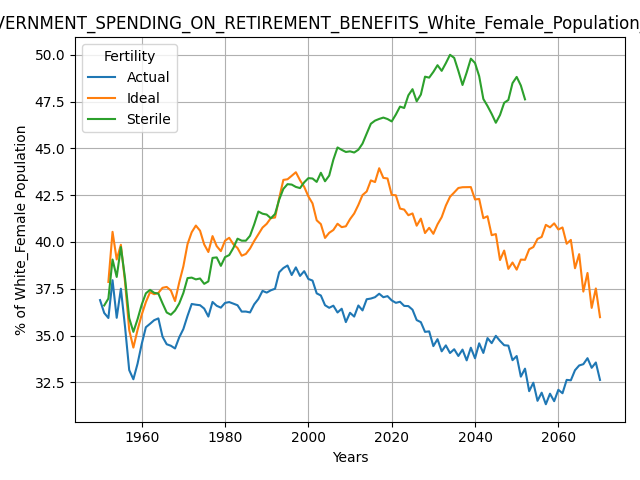 VERNMENT_SPENDING_ON_RETIREMENT_BENEFITS_White_Female_Population
Fertility
Actual
Ideal
Sterile
% of White_Female Population
50.0
47.5
45.0
42.5
40.0
37.5
35.0
32.5
1960
1980
2000
2020
2040
2060
Years